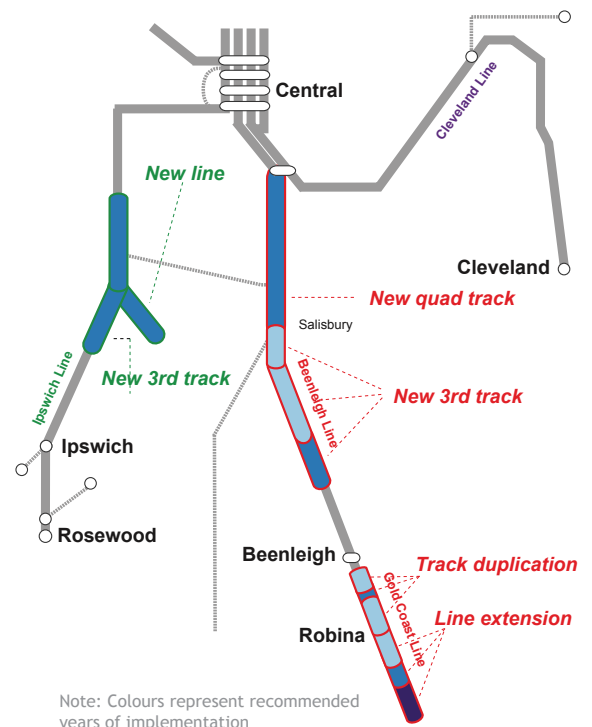 Central
Cleveland Line
New line
Cleveland
New quad track
Salisbury
New 3rd track
Ipswich Line
Beenleigh Line
New 3rd track
Ipswich
Rosewood
Beenleigh
Track duplication
Gold Coast Line
Line extension
Robina
Note: Colours represent recommended
years of implementation